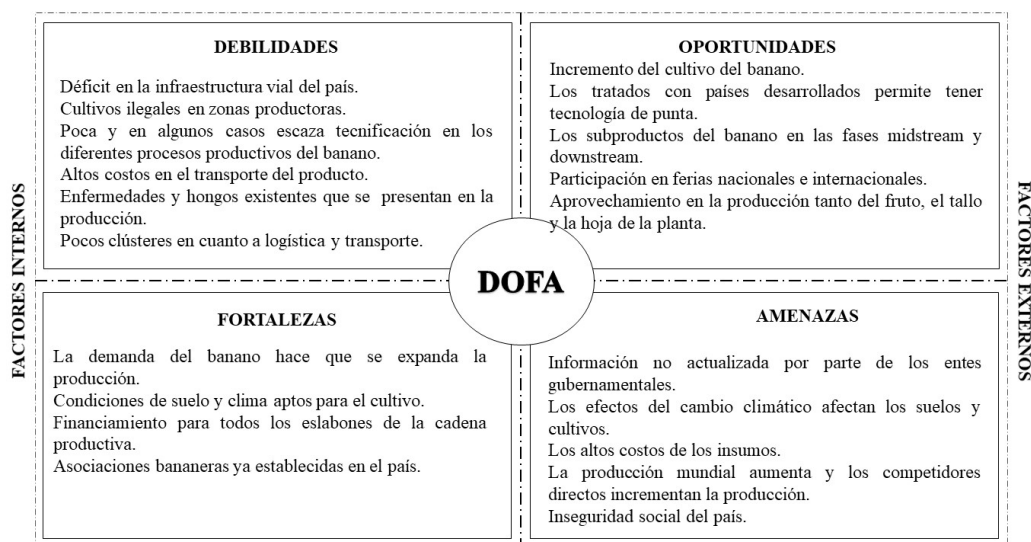 DEBILIDADES
Déficit en la infraestructura vial del país.
Cultivos ilegales en zonas productoras.
Poca y en algunos casos escaza tecnificación en los
diferentes procesos productivos del banano.
Altos costos en el transporte del producto.
Enfermedades y hongos existentes que se presentan en la
producción.
Pocos clústeres en cuanto a logística y transporte.
OPORTUNIDADES
Incremento del cultivo del banano.
Los tratados con países desarrollados permite tener
tecnología de punta.
Los subproductos del banano en las fases midstream y
downstream.
Participación en ferias nacionales e internacionales.
Aprovechamiento en la producción tanto del fruto, el tallo
y la hoja de la planta.
FACTORES INTERNOS
DOFA
FACTORES EXTERNOS
FORTALEZAS
La demanda del banano hace que se expanda la
producción.
Condiciones de suelo y clima aptos para el cultivo.
Financiamiento para todos los eslabones de la cadena
productiva.
Asociaciones bananeras ya establecidas en el país.
AMENAZAS
Información no actualizada por parte de los entes
gubernamentales.
Los efectos del cambio climático afectan los suelos y
cultivos.
Los altos costos de los insumos.
La producción mundial aumenta y los competidores
directos incrementan la producción.
Inseguridad social del país.